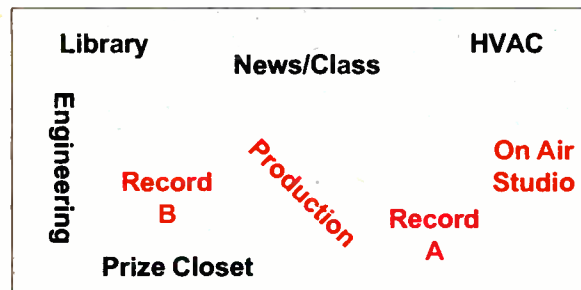 Library
HVAC
News/Class
Engineering
Production
On Air
Studio
Record
B
Record
A
Prize Closet